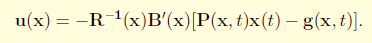 u(x) = −R⁻¹(x)B′(x)[P(x, t)x(t) − g(x, t)].